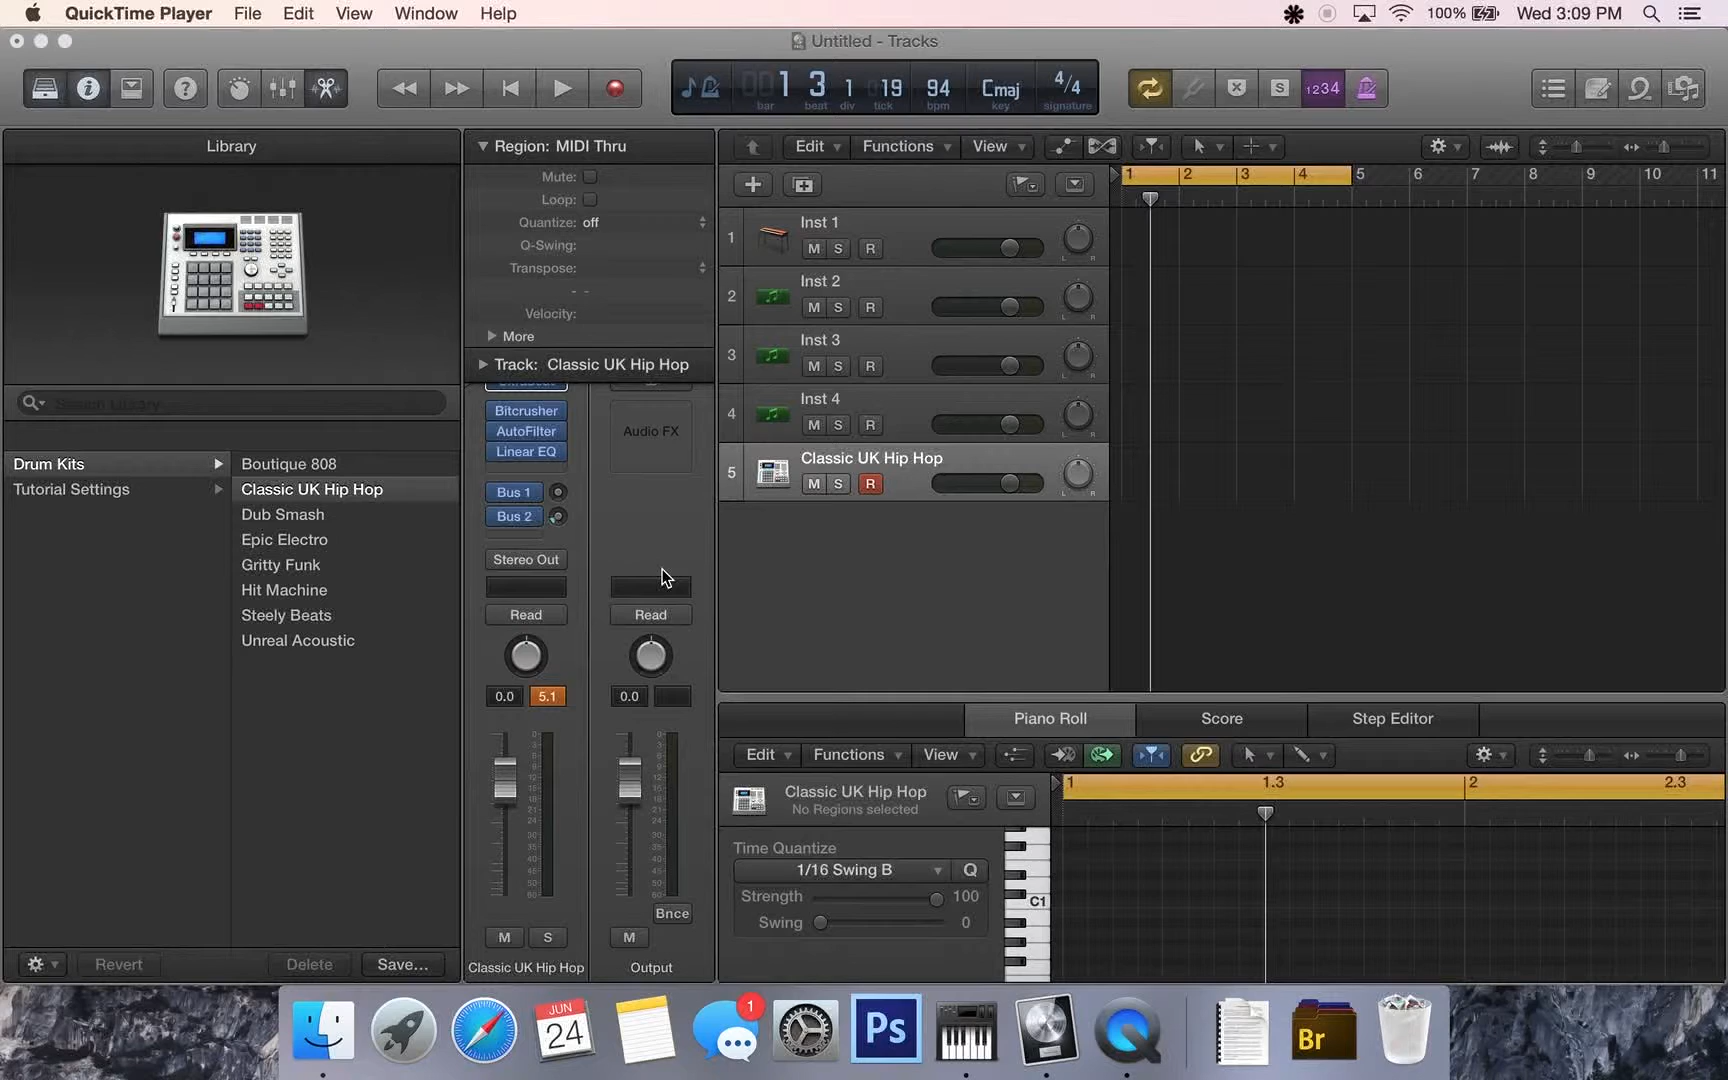 QuickTime Player File Edit View Window Help 100% Wed 3:09 PM
Untitled - Tracks
1 3 1 19 94 Cmaj 4/4
bar beat div tick bpm key signature
S 1234
Library
Region: MIDI Thru
Mute:
Loop:
Quantize: off
Q-Swing:
Transpose:
Velocity:
More
Track: Classic UK Hip Hop
Search Library
Drum Kits
Tutorial Settings
Boutique 808
Classic UK Hip Hop
Dub Smash
Epic Electro
Gritty Funk
Hit Machine
Steely Beats
Unreal Acoustic
Revert Delete Save...
Bitcrusher
AutoFilter
Linear EQ
Audio FX
Bus 1
Bus 2
Stereo Out
Read Read
0.0 5.1 0.0
Bnce
M S M
Classic UK Hip Hop Output
Edit Functions View
1 2 3 4 5 6 7 8 9 10 11
1 Inst 1
M S R L R
2 Inst 2
M S R L R
3 Inst 3
M S R L R
4 Inst 4
M S R L R
5 Classic UK Hip Hop
M S R L R
Piano Roll Score Step Editor
Edit Functions View
Classic UK Hip Hop
No Regions selected
1 1.3 2 2.3
Time Quantize
1/16 Swing B Q
Strength 100
Swing 0
C1
JUN
24
1
Ps
Br